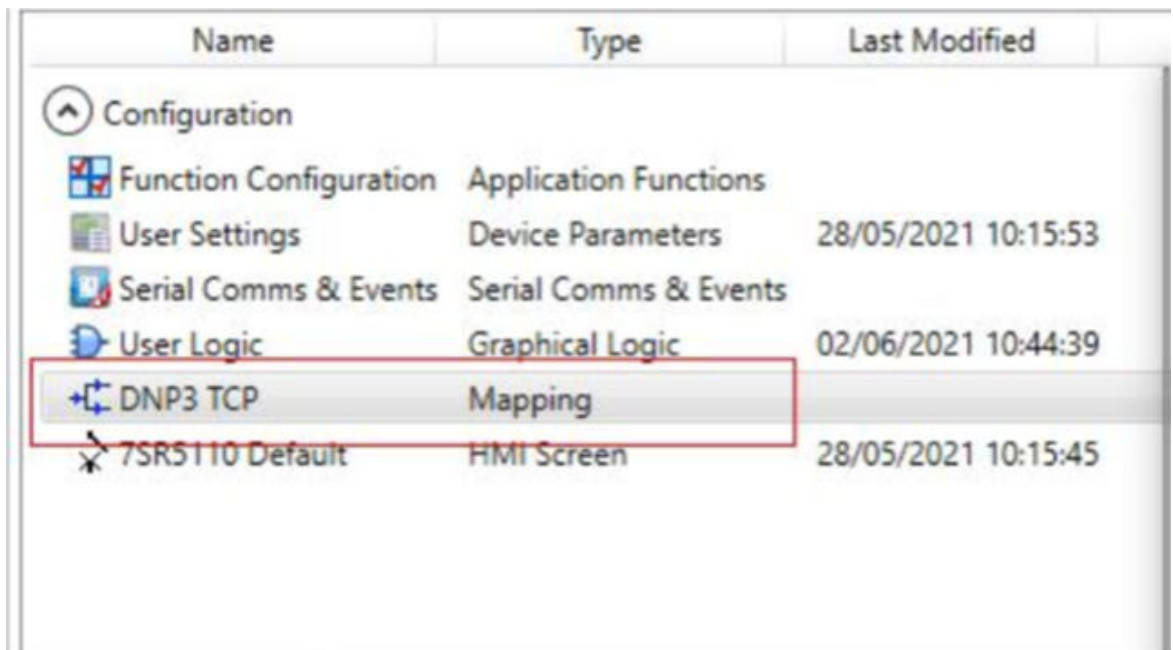 Name Type Last Modified
Configuration
Function Configuration Application Functions
User Settings Device Parameters 28/05/2021 10:15:53
Serial Comms & Events Serial Comms & Events
User Logic Graphical Logic 02/06/2021 10:44:39
DNP3 TCP Mapping
7SR5110 Default HMI Screen 28/05/2021 10:15:45